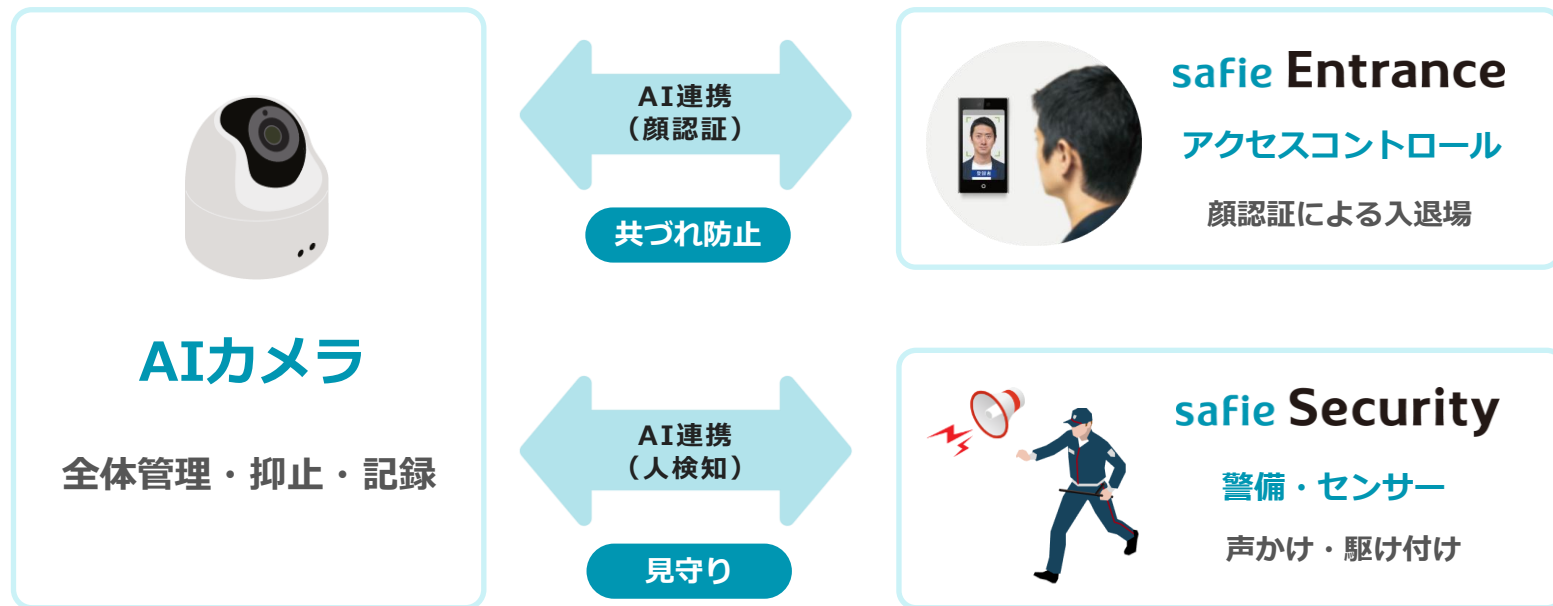 AIカメラ
全体管理・抑止・記録
AI連携
（顔認証）
共づれ防止
safie Entrance
アクセスコントロール
顔認証による入退場
AI連携
（人検知）
見守り
safie Security
警備・センサー
声かけ・駆け付け